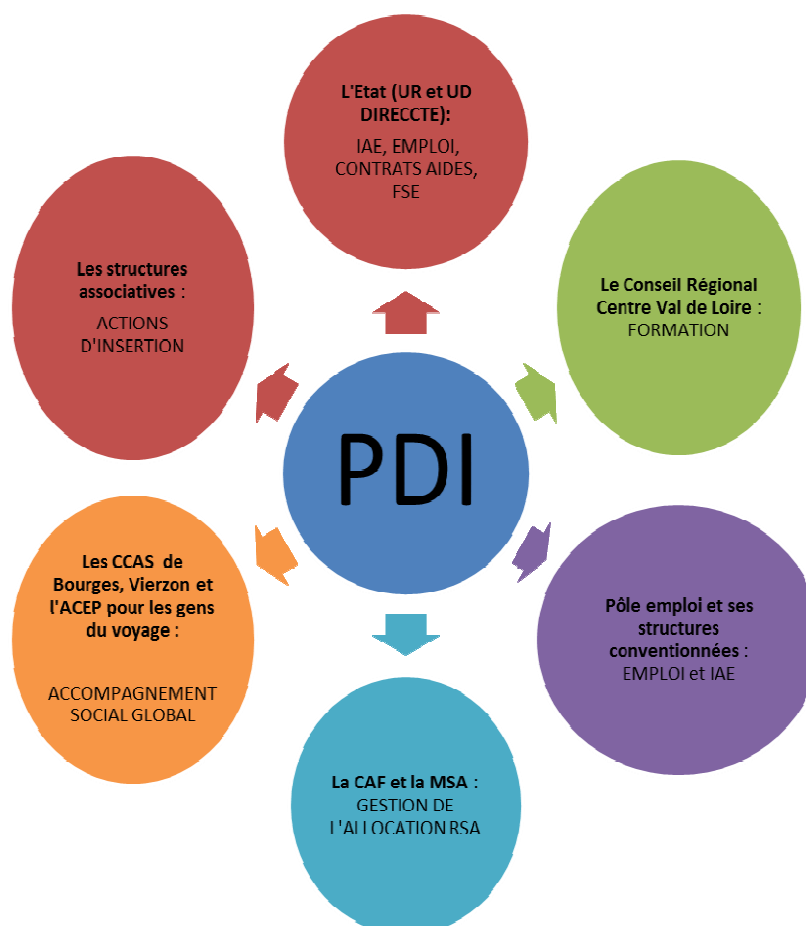 L'Etat (UR et UD
DIRECCTE):
IAE, EMPLOI,
CONTRATS AIDES,
FSE
Le Conseil Régional
Centre Val de Loire :
FORMATION
Pôle emploi et ses
structures
conventionnées :
EMPLOI et IAE
La CAF et la MSA :
GESTION DE
L'ALLOCATION RSA
Les CCAS de
Bourges, Vierzon et
l'ACEP pour les gens
du voyage :
ACCOMPAGNEMENT
SOCIAL GLOBAL
Les structures
associatives :
ACTIONS
D'INSERTION
PDI